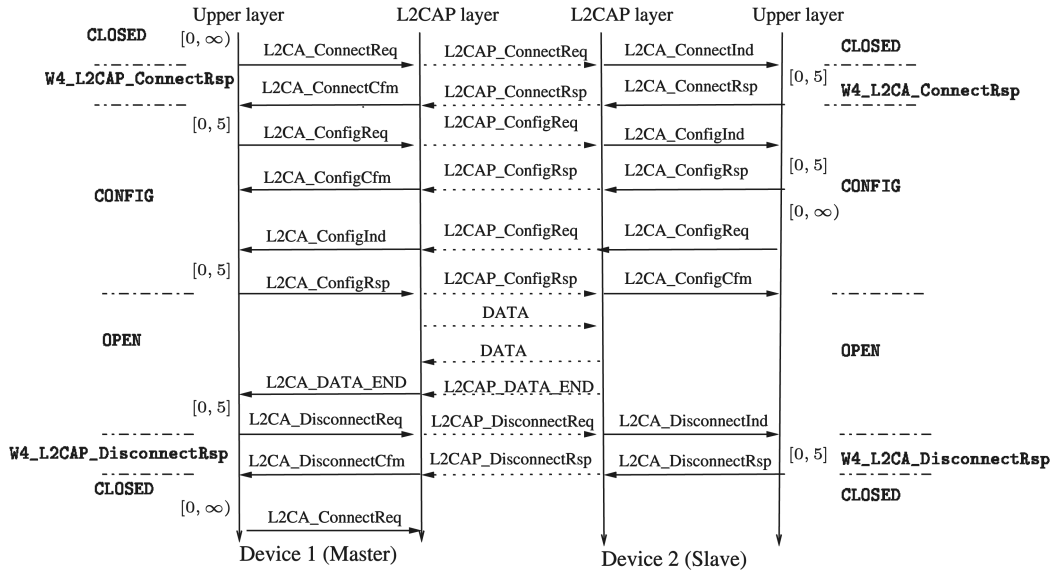 Upper layer L2CAP layer L2CAP layer Upper layer
CLOSED [0, ∞) L2CA_ConnectReq L2CAP_ConnectReq L2CA_ConnectInd CLOSED
W4_L2CAP_ConnectRsp L2CA_ConnectCfm L2CAP_ConnectRsp L2CA_ConnectRsp [0, 5] W4_L2CA_ConnectRsp
[0, 5] L2CA_ConfigReq L2CAP_ConfigReq L2CA_ConfigInd
L2CA_ConfigCfm L2CAP_ConfigRsp L2CA_ConfigRsp [0, 5]
CONFIG CONFIG
[0, ∞)
L2CA_ConfigInd L2CAP_ConfigReq L2CA_ConfigReq
[0, 5] L2CA_ConfigRsp L2CAP_ConfigRsp L2CA_ConfigCfm
DATA
OPEN DATA OPEN
L2CA_DATA_END L2CAP_DATA_END
[0, 5] L2CA_DisconnectReq L2CAP_DisconnectReq L2CA_DisconnectInd
W4_L2CAP_DisconnectRsp L2CA_DisconnectCfm L2CAP_DisconnectRsp L2CA_DisconnectRsp [0, 5] W4_L2CA_DisconnectRsp
CLOSED CLOSED
[0, ∞) L2CA_ConnectReq
Device 1 (Master) Device 2 (Slave)